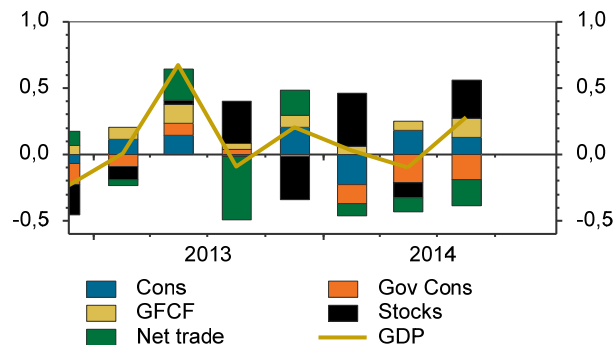 1,0 1,0
0,5 0,5
0,0 0,0
-0,5 -0,5
2013 2014
Cons Gov Cons
GFCF Stocks
Net trade GDP